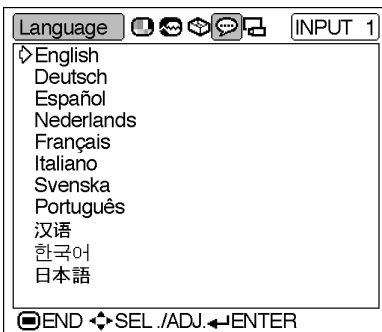 Language INPUT 1
English
Deutsch
Español
Nederlands
Français
Italiano
Svenska
Português
汉语
한국어
日本語
END SEL ./ADJ. ENTER